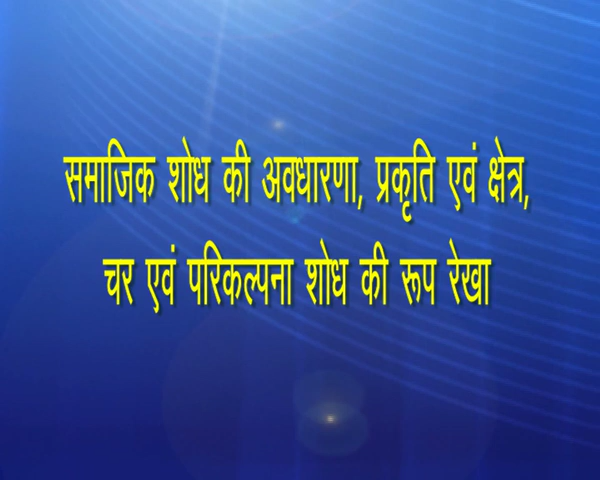 समाजिक शोध की अवधारणा, प्रकृति एवं क्षेत्र,
चर एवं परिकल्पना शोध की रूप रेखा